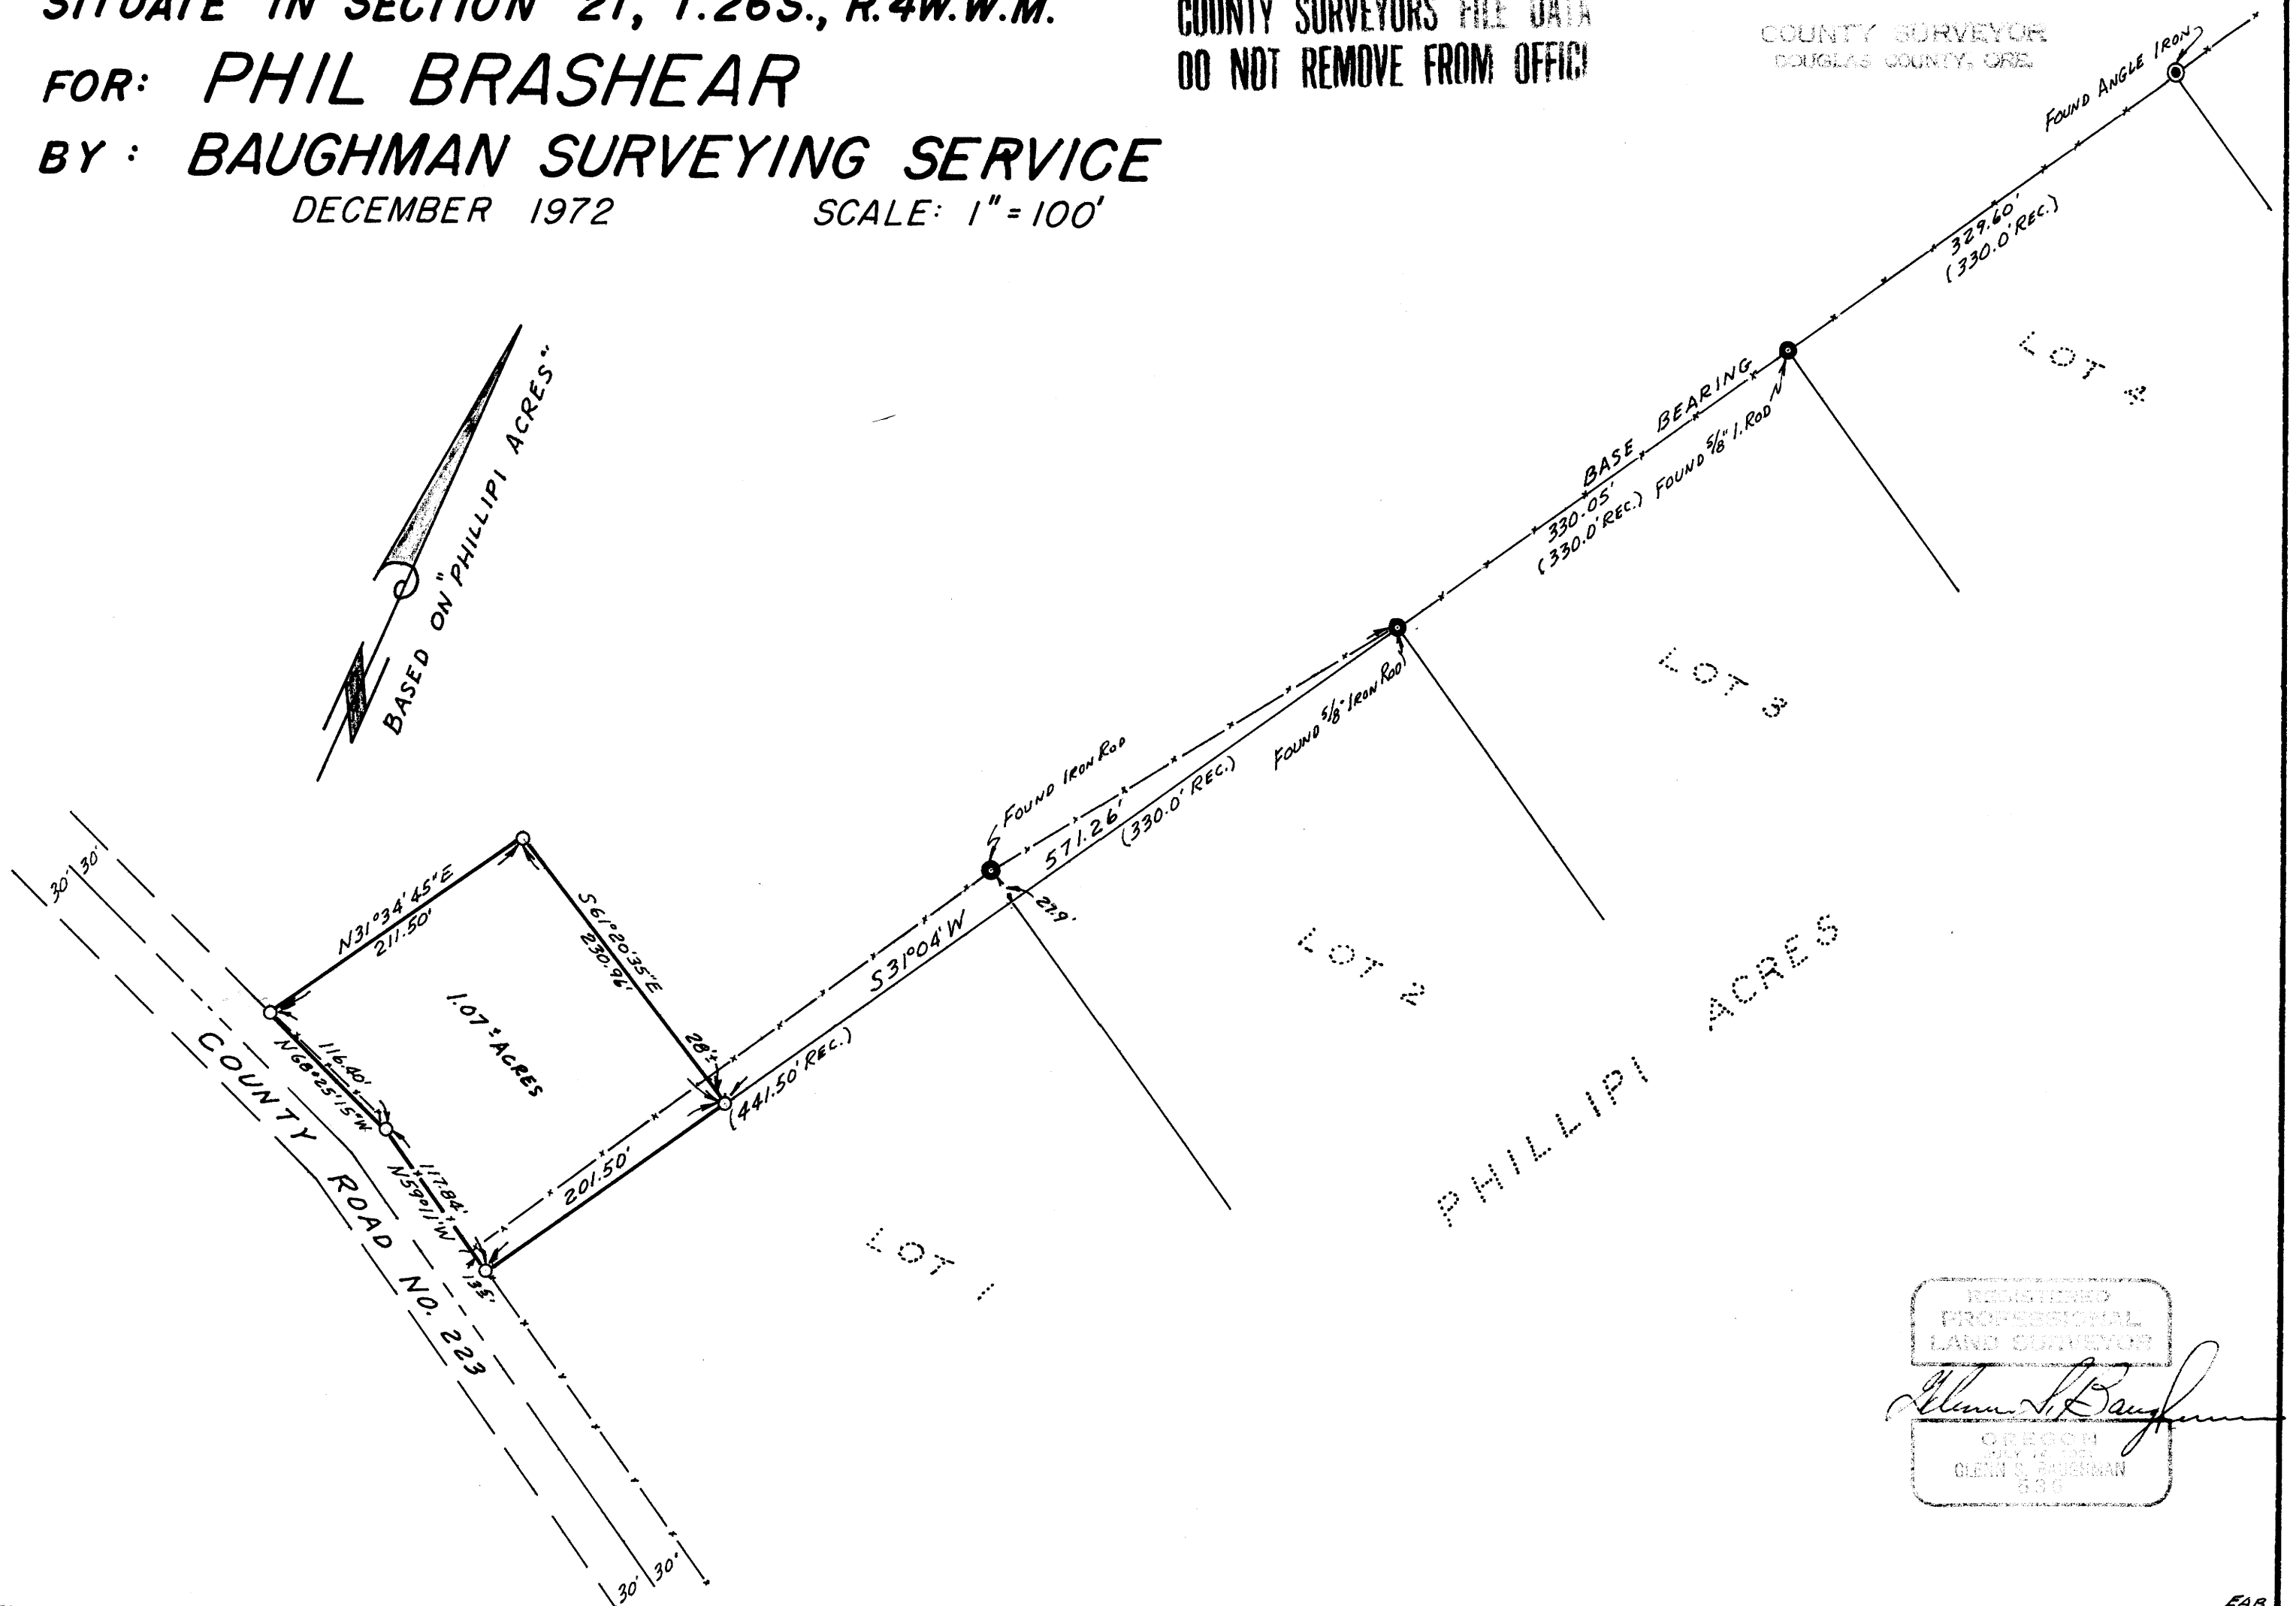 SITUATE IN SECTION 21, T.26S., R.4W.W.M.
FOR: PHIL BRASHEAR
BY: BAUGHMAN SURVEYING SERVICE
DECEMBER 1972 SCALE: 1"=100'
COUNTY SURVEYORS FILE DATA
DO NOT REMOVE FROM OFFIC
COUNTY SURVEYOR
DOUGLAS COUNTY, ORE.
FOUND ANGLE IRON
329.60'
(330.0' REC.)
LOT 4
BASE BEARING
330.05'
(330.0' REC.)
FOUND 5/8" I. ROD
LOT 3
BASED ON "PHILLIPI ACRES"
FOUND 5/8" IRON ROD
FOUND IRON ROD
571.26'
(330.0' REC.)
27.9'
S31°04'W
(441.50' REC.)
LOT 2
PHILLIPI ACRES
30' 30'
N31°34'45"E
211.50'
S61°20'35"E
230.96'
28'±
1.07± ACRES
116.40'
N68°25'15"W
117.84'
N59°11'W
201.50'
13.5'
COUNTY ROAD NO. 223
LOT 1
30' 30'
REGISTERED
PROFESSIONAL
LAND SURVEYOR
Glenn S. Baughman
OREGON
GLENN S. BAUGHMAN
536
EAB